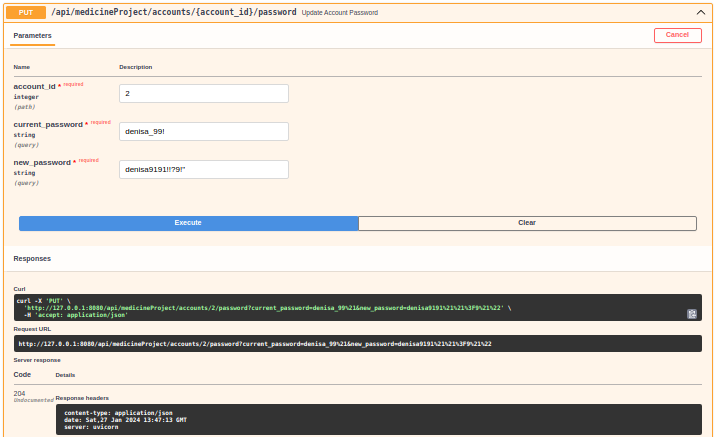 PUT /api/medicineProject/accounts/{account_id}/password Update Account Password
Parameters
Cancel
Name Description
account_id * required
integer
(path)
2
current_password * required
string
(query)
denisa_99!
new_password * required
string
(query)
denisa9191!!?9!"
Execute Clear
Responses
Curl
curl -X 'PUT' \
'http://127.0.0.1:8080/api/medicineProject/accounts/2/password?current_password=denisa_99%21&new_password=denisa9191%21%21%3F9%21%22' \
-H 'accept: application/json'
Request URL
http://127.0.0.1:8080/api/medicineProject/accounts/2/password?current_password=denisa_99%21&new_password=denisa9191%21%21%3F9%21%22
Server response
Code Details
204
Undocumented
Response headers
content-type: application/json
date: Sat,27 Jan 2024 13:47:13 GMT
server: uvicorn